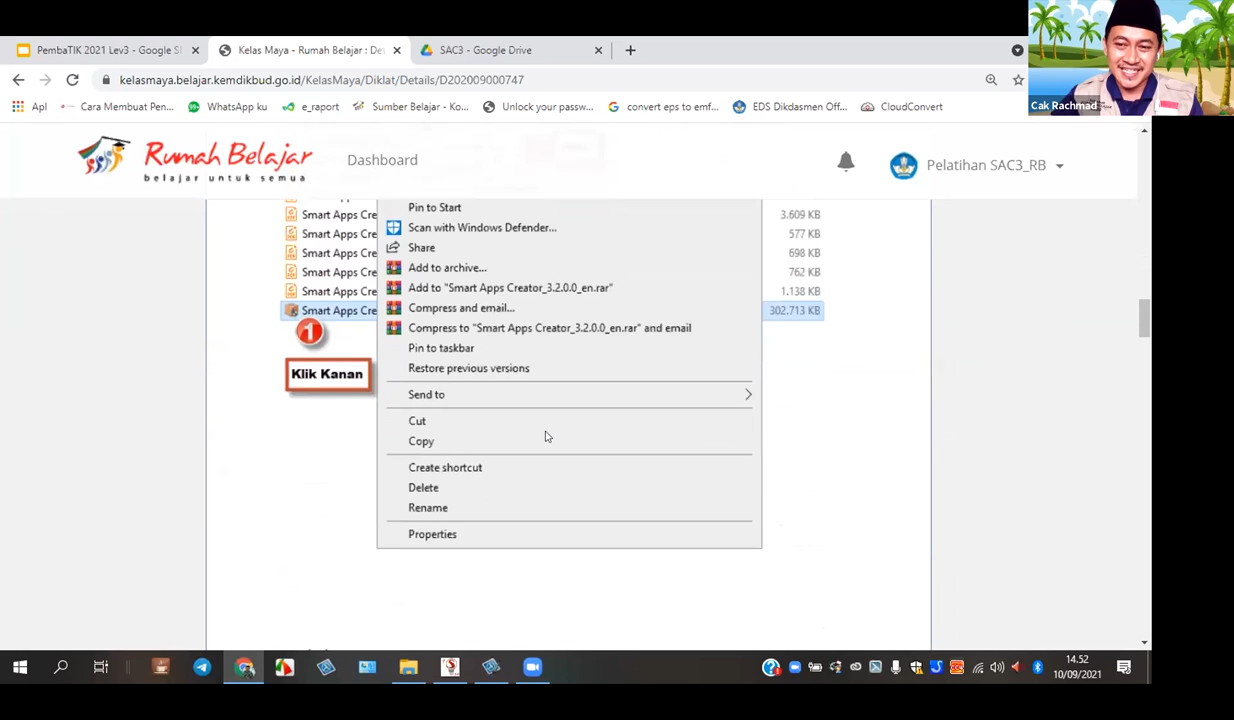 PembaTIK 2021 Lev3 - Google Sl
Kelas Maya - Rumah Belajar : De
SAC3 - Google Drive
kelasmaya.belajar.kemdikbud.go.id/KelasMaya/Diklat/Details/D202009000747
Apl
Cara Membuat Pen...
WhatsApp ku
e_raport
Sumber Belajar - Ko...
Unlock your passw...
convert eps to emf...
EDS Dikdasmen Off...
CloudConvert
Cak Rachmad
Rumah Belajar
belajar untuk semua
Dashboard
Pelatihan SAC3_RB
Smart Apps Cre
3.609 KB
Smart Apps Cre
577 KB
Smart Apps Cre
698 KB
Smart Apps Cre
762 KB
Smart Apps Cre
1.138 KB
Smart Apps Cre
302.713 KB
1
Klik Kanan
Pin to Start
Scan with Windows Defender...
Share
Add to archive...
Add to "Smart Apps Creator_3.2.0.0_en.rar"
Compress and email...
Compress to "Smart Apps Creator_3.2.0.0_en.rar" and email
Pin to taskbar
Restore previous versions
Send to
Cut
Copy
Create shortcut
Delete
Rename
Properties
14.52
10/09/2021